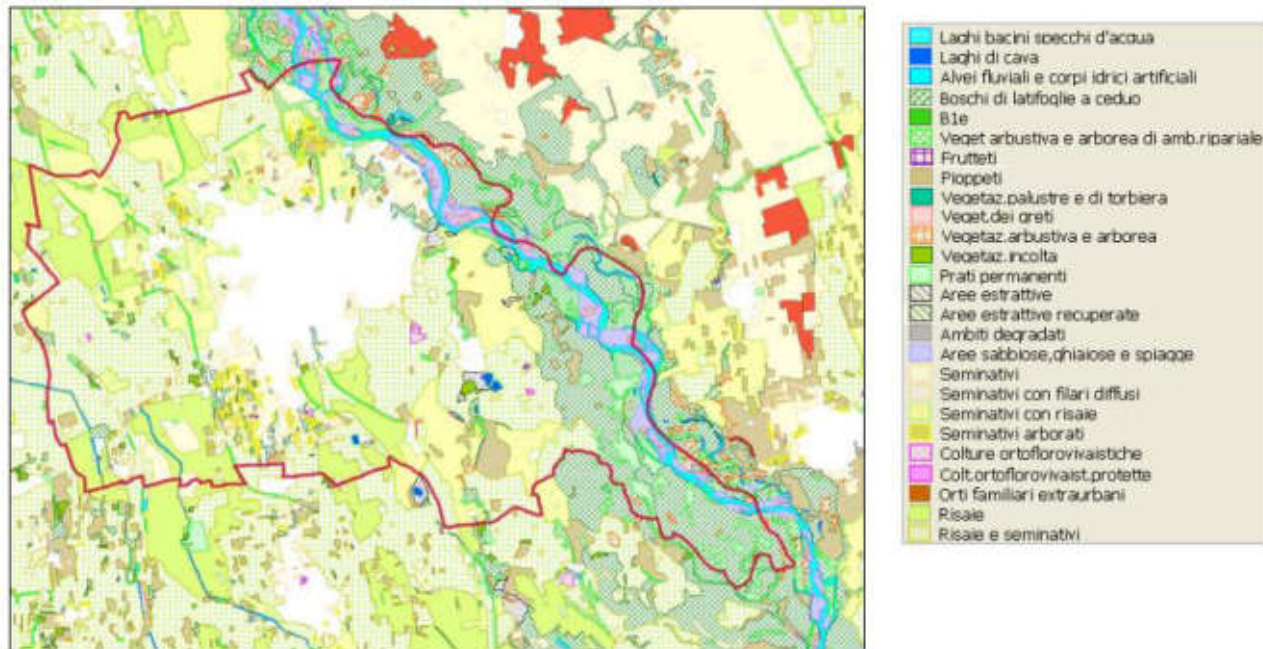 Laghi bacini specchi d'acqua
Laghi di cava
Alvei fluviali e corpi idrici artificiali
Boschi di latifoglie a ceduo
B1e
Veget arbustiva e arborea di amb.ripariale
Frutteti
Pioppeti
Vegetaz.palustre e di torbiera
Veget.dei greti
Vegetaz.arbustiva e arborea
Vegetaz.incolta
Prati permanenti
Aree estrattive
Aree estrattive recuperate
Ambiti degradati
Aree sabbiose,ghiaiose e spiagge
Seminativi
Seminativi con filari diffusi
Seminativi con risaie
Seminativi arborati
Colture ortoflorovivaistiche
Colt.ortoflorovivaist.protette
Orti familiari extraurbani
Risaie
Risaie e seminativi